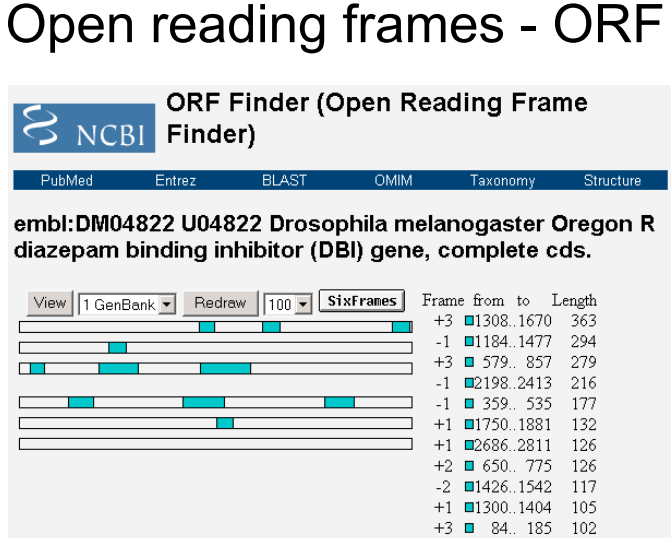 Open reading frames - ORF
ORF Finder (Open Reading Frame
Finder)
NCBI
PubMed Entrez BLAST OMIM Taxonomy Structure
embl:DM04822 U04822 Drosophila melanogaster Oregon R
diazepam binding inhibitor (DBI) gene, complete cds.
View 1 GenBank Redraw 100 SixFrames
Frame from to Length
+3 1308..1670 363
-1 1184..1477 294
+3 579.. 857 279
-1 2198..2413 216
-1 359.. 535 177
+1 1750..1881 132
+1 2686..2811 126
+2 650.. 775 126
-2 1426..1542 117
+1 1300..1404 105
+3 84.. 185 102